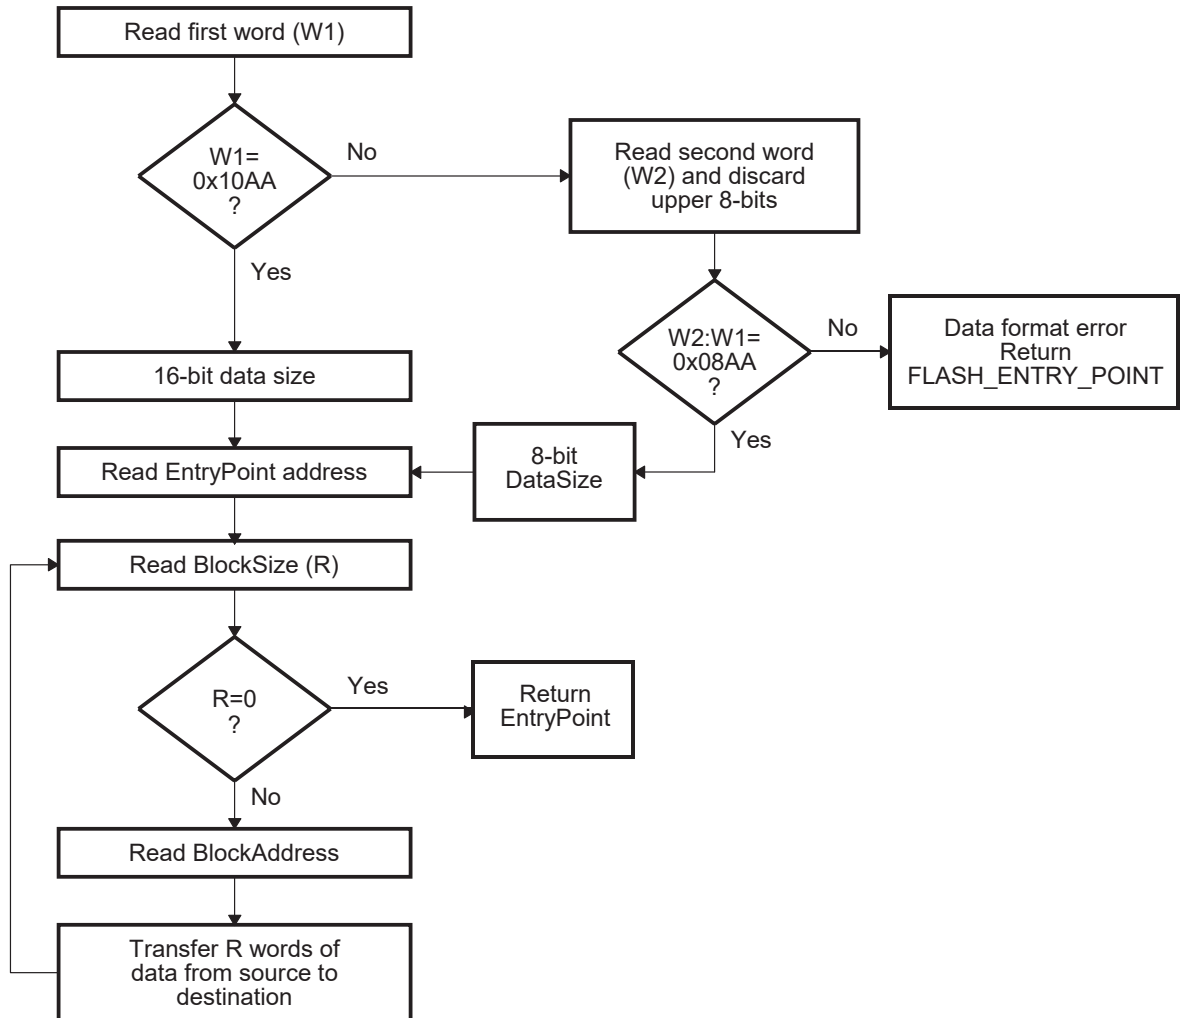 Read first word (W1)
W1=
0x10AA
?
No
Yes
Read second word
(W2) and discard
upper 8-bits
W2:W1=
0x08AA
?
No
Yes
Data format error
Return
FLASH_ENTRY_POINT
16-bit data size
8-bit
DataSize
Read EntryPoint address
Read BlockSize (R)
R=0
?
Yes
No
Return
EntryPoint
Read BlockAddress
Transfer R words of
data from source to
destination